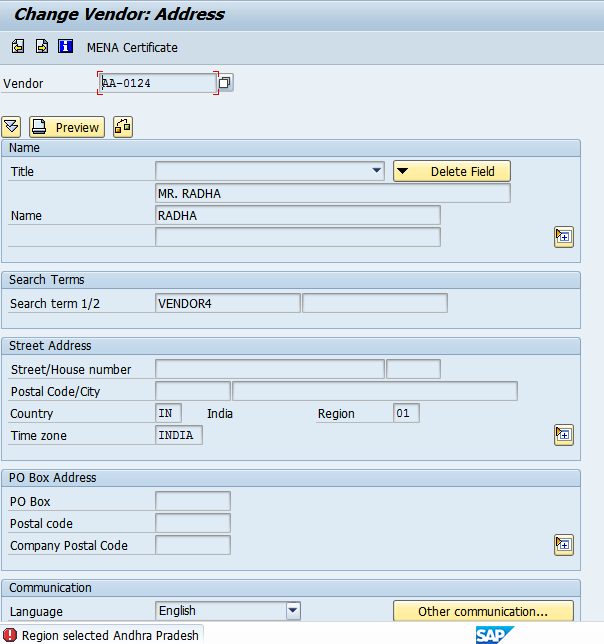 Change Vendor: Address
MENA Certificate
Vendor AA-0124
Preview
Name
Title Delete Field
MR. RADHA
Name RADHA
Search Terms
Search term 1/2 VENDOR4
Street Address
Street/House number
Postal Code/City
Country IN India Region 01
Time zone INDIA
PO Box Address
PO Box
Postal code
Company Postal Code
Communication
Language English Other communication...
Region selected Andhra Pradesh SAP